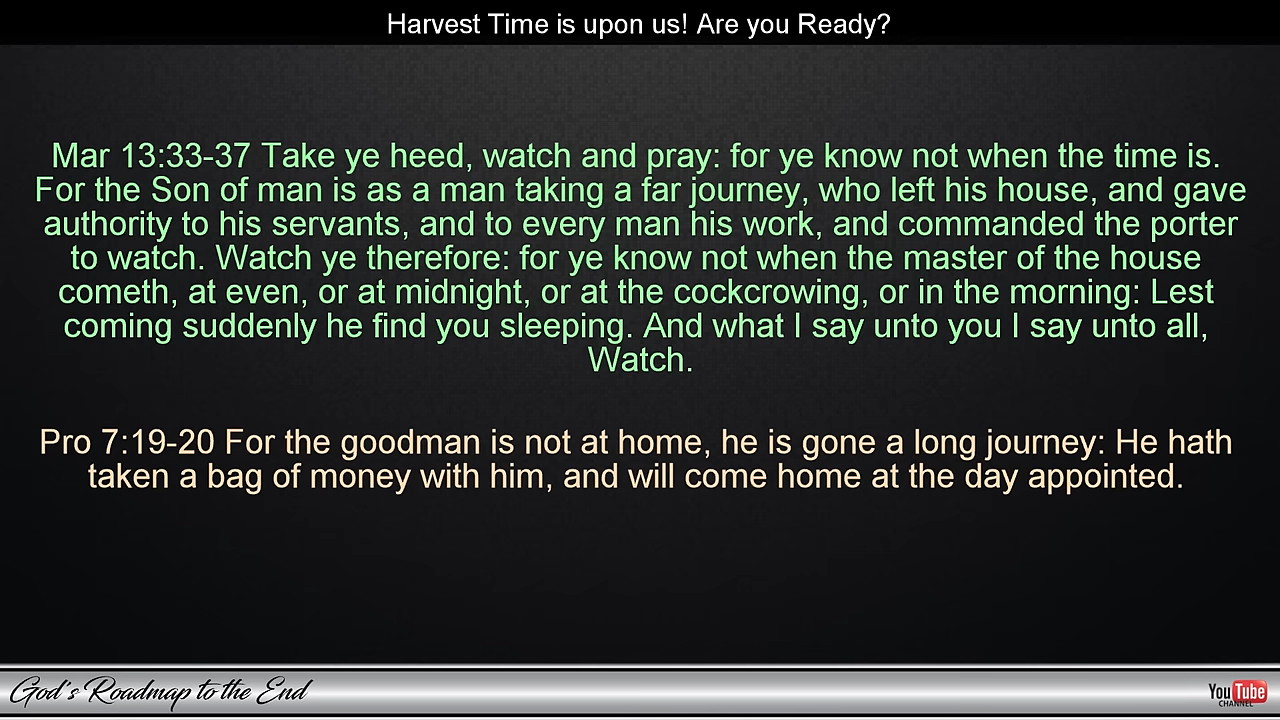 Harvest Time is upon us! Are you Ready?
Mar 13:33-37 Take ye heed, watch and pray: for ye know not when the time is.
For the Son of man is as a man taking a far journey, who left his house, and gave
authority to his servants, and to every man his work, and commanded the porter
to watch. Watch ye therefore: for ye know not when the master of the house
cometh, at even, or at midnight, or at the cockcrowing, or in the morning: Lest
coming suddenly he find you sleeping. And what I say unto you I say unto all,
Watch.
Pro 7:19-20 For the goodman is not at home, he is gone a long journey: He hath
taken a bag of money with him, and will come home at the day appointed.
God's Roadmap to the End
YouTube
CHANNEL